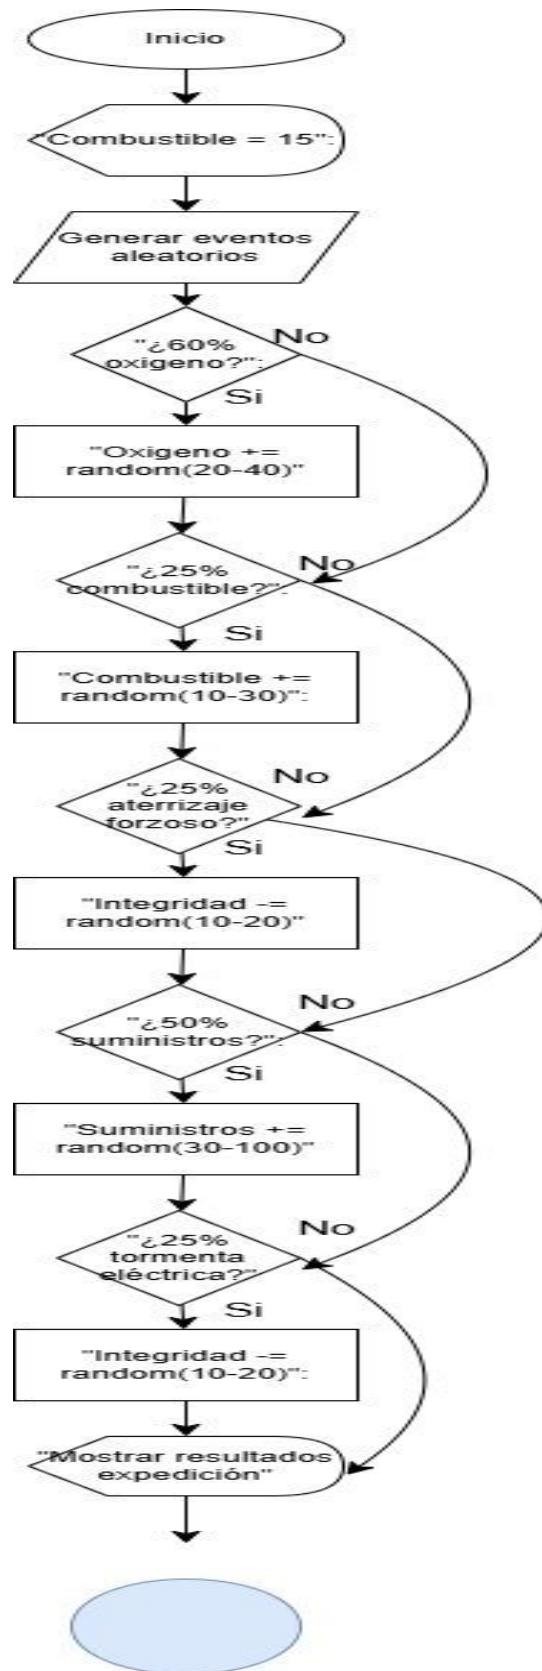 Inicio
"Combustible = 15":
Generar eventos
aleatorios
No
"¿60%
oxigeno?":
Si
"Oxigeno +=
random(20-40)"
No
"¿25%
combustible?":
Si
"Combustible +=
random(10-30)":
No
"¿25%
aterrizaje
forzoso?"
Si
"Integridad -=
random(10-20)"
No
"¿50%
suministros?":
Si
"Suministros +=
random(30-100)"
No
"¿25%
tormenta
eléctrica?"
Si
"Integridad -=
random(10-20)":
"Mostrar resultados
expedición"